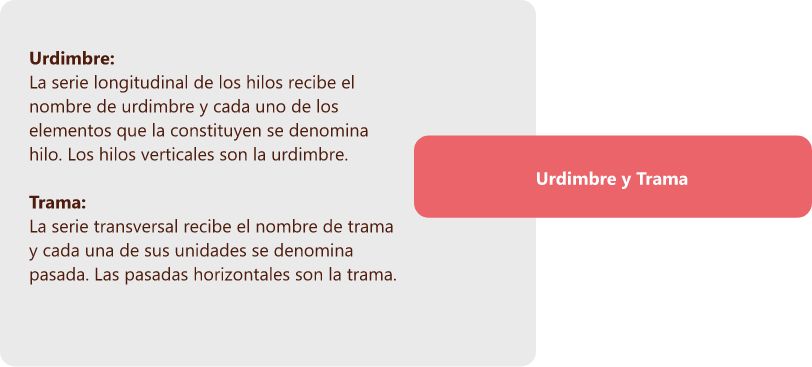 Urdimbre:
La serie longitudinal de los hilos recibe el
nombre de urdimbre y cada uno de los
elementos que la constituyen se denomina
hilo. Los hilos verticales son la urdimbre.
Trama:
La serie transversal recibe el nombre de trama
y cada una de sus unidades se denomina
pasada. Las pasadas horizontales son la trama.
Urdimbre y Trama